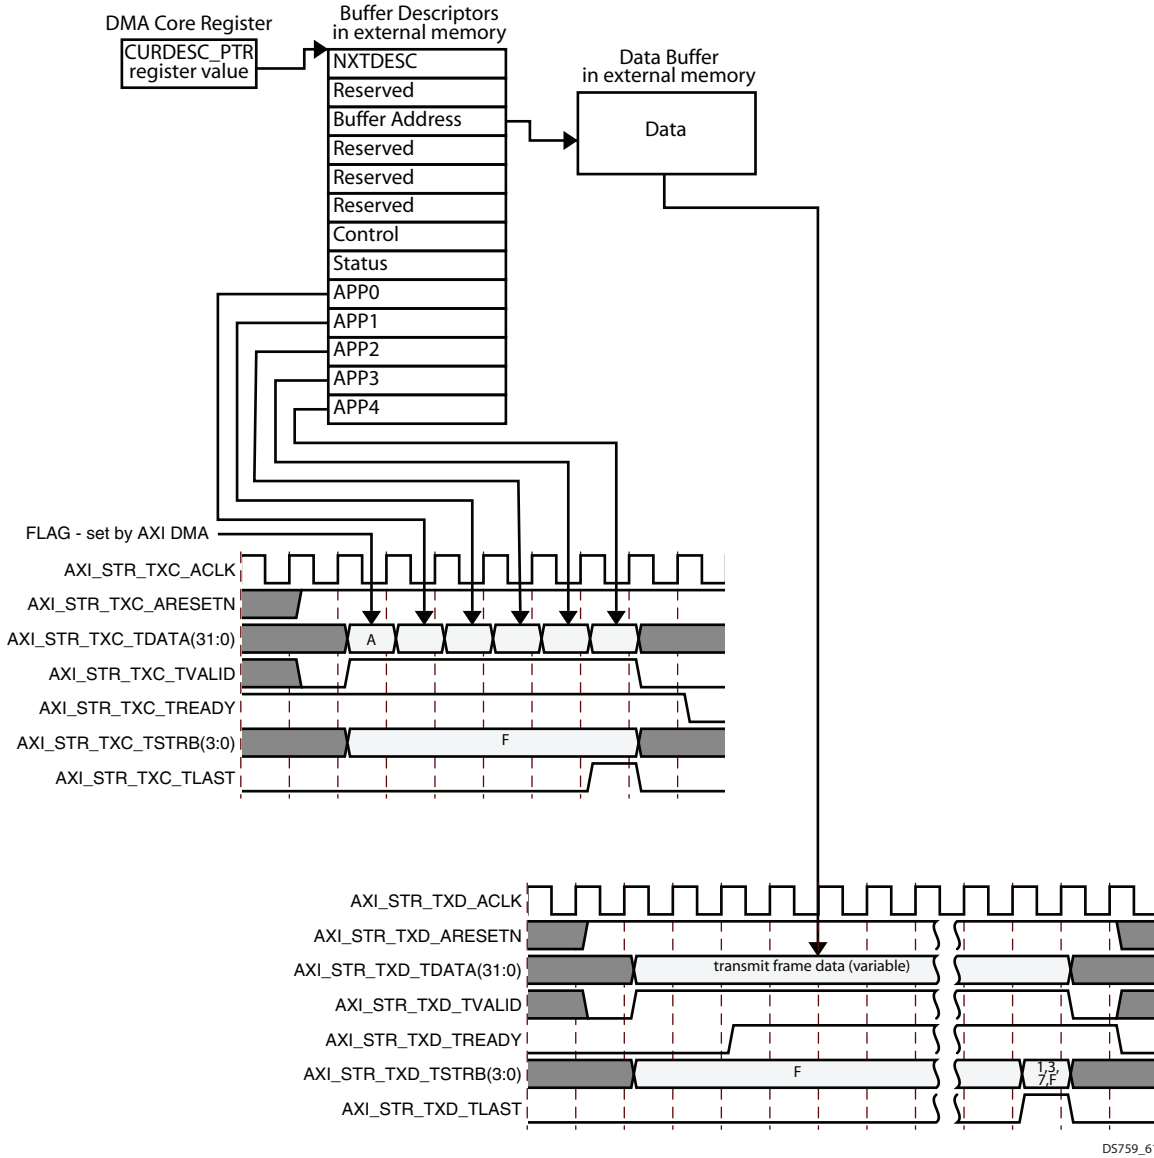 DMA Core Register
CURDESC_PTR
register value
Buffer Descriptors
in external memory
NXTDESC
Reserved
Buffer Address
Reserved
Reserved
Reserved
Control
Status
APP0
APP1
APP2
APP3
APP4
Data Buffer
in external memory
Data
FLAG - set by AXI DMA
AXI_STR_TXC_ACLK
AXI_STR_TXC_ARESETN
AXI_STR_TXC_TDATA(31:0)
A
AXI_STR_TXC_TVALID
AXI_STR_TXC_TREADY
AXI_STR_TXC_TSTRB(3:0)
F
AXI_STR_TXC_TLAST
AXI_STR_TXD_ACLK
AXI_STR_TXD_ARESETN
AXI_STR_TXD_TDATA(31:0)
transmit frame data (variable)
AXI_STR_TXD_TVALID
AXI_STR_TXD_TREADY
AXI_STR_TXD_TSTRB(3:0)
F
1,3,
7,F
AXI_STR_TXD_TLAST
DS759_61